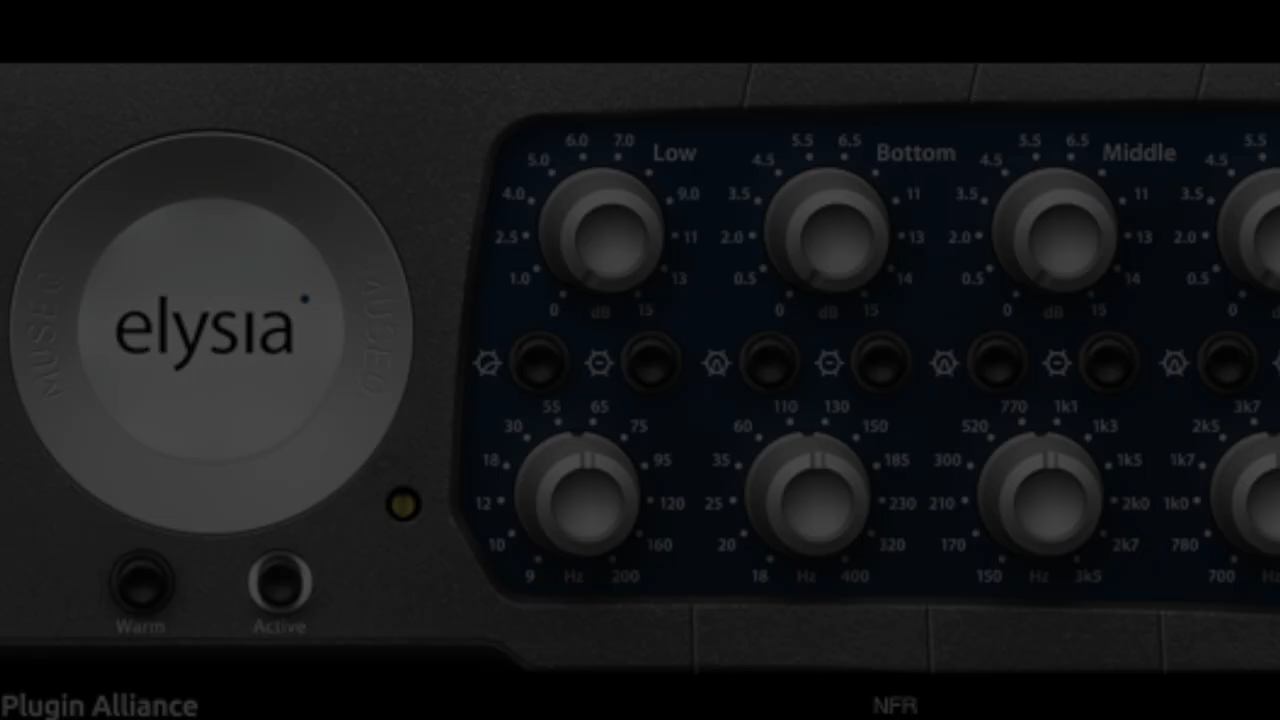 6.0 7.0 Low 5.5 6.5 Bottom 5.5 6.5 Middle 5.5
5.0 4.5 4.5 4.5
4.0 9.0 3.5 11 3.5 11 3.5
2.5 11 2.0 13 2.0 13 2.0
1.0 13 0.5 14 0.5 14 0.5
0 dB 15 0 dB 15 0 dB 15 0
MUSEQ
elysia
MUSEQ
55 65 110 130 770 1k1 3k7
30 75 60 150 520 1k3 2k5
18 95 35 185 300 1k5 1k7
12 120 25 230 210 2k0 1k0
10 160 20 320 170 2k7 780
9 Hz 200 18 Hz 400 150 Hz 3k5 700
Warm Active
Plugin Alliance NFR